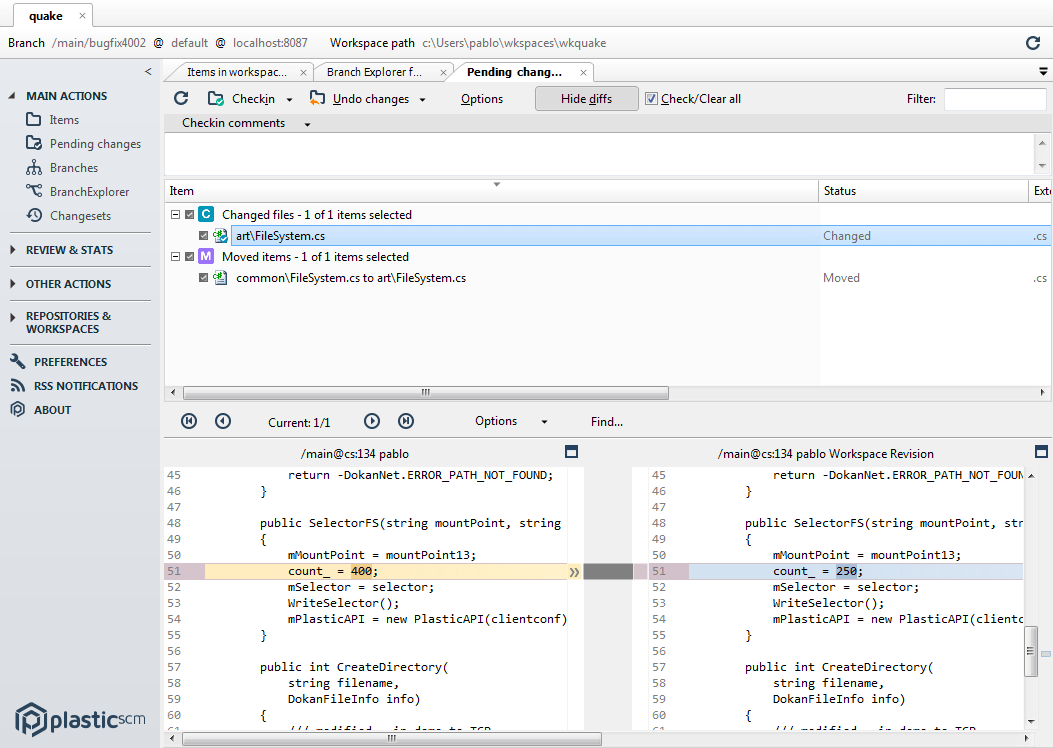 quake ×
Branch /main/bugfix4002 @ default @ localhost:8087 Workspace path c:\Users\pablo\wkspaces\wkquake
<
MAIN ACTIONS
Items
Pending changes
Branches
BranchExplorer
Changesets
REVIEW & STATS
OTHER ACTIONS
REPOSITORIES &
WORKSPACES
PREFERENCES
RSS NOTIFICATIONS
ABOUT
plasticscm
Items in workspac... × Branch Explorer f... × Pending chang... ×
Checkin Undo changes Options Hide diffs Check/Clear all Filter:
Checkin comments
Item Status Exte
C Changed files - 1 of 1 items selected
art\FileSystem.cs Changed .cs
M Moved items - 1 of 1 items selected
common\FileSystem.cs to art\FileSystem.cs Moved .cs
Current: 1/1 Options Find...
/main@cs:134 pablo
45 return -DokanNet.ERROR_PATH_NOT_FOUND;
46 }
47
48 public SelectorFS(string mountPoint, string
49 {
50 mMountPoint = mountPoint13;
51 count_ = 400;
52 mSelector = selector;
53 WriteSelector();
54 mPlasticAPI = new PlasticAPI(clientconf)
55 }
56
57 public int CreateDirectory(
58 string filename,
59 DokanFileInfo info)
60 {
/main@cs:134 pablo Workspace Revision
45 return -DokanNet.ERROR_PATH_NOT_FOUN
46 }
47
48 public SelectorFS(string mountPoint, str
49 {
50 mMountPoint = mountPoint13;
51 count_ = 250;
52 mSelector = selector;
53 WriteSelector();
54 mPlasticAPI = new PlasticAPI(clientc
55 }
56
57 public int CreateDirectory(
58 string filename,
59 DokanFileInfo info)
60 {